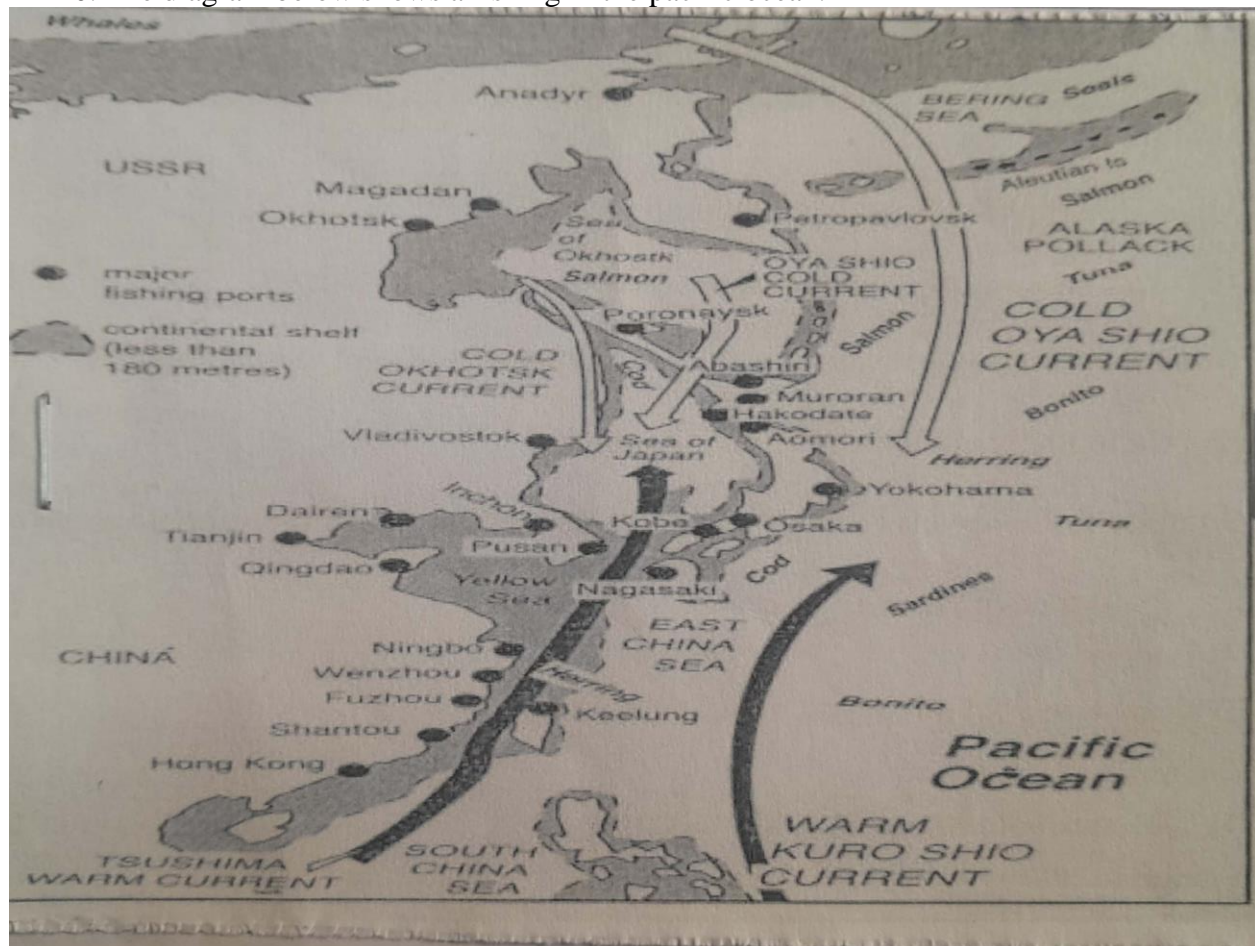 Whales
Anadyr
BERING Seals
SEA
USSR
Aleutian Is
Salmon
Magadan
Okhotsk
Petropavlovsk
Sea
of
Okhostk
Salmon
ALASKA
POLLACK
Tuna
OYA SHIO
COLD
CURRENT
major
fishing ports
continental shelf
(less than
180 metres)
Poronaysk
Salmon
COLD
OYA SHIO
CURRENT
COLD
OKHOTSK
CURRENT
Cod
Abashiri
Muroran
Hakodate
Aomori
Bonito
Vladivostok
Sea of
Japan
Herring
Inchon
Yokohama
Dairen
Tianjin
Kobe
Osaka
Tuna
Pusan
Qingdao
Cod
Yellow
Sea
Nagasaki
Sardines
EAST
CHINA
SEA
CHINA
Ningbo
Wenzhou
Herring
Fuzhou
Keelung
Bonito
Shantou
Hong Kong
Pacific
Ocean
TSUSHIMA
WARM CURRENT
SOUTH
CHINA
SEA
WARM
KURO SHIO
CURRENT